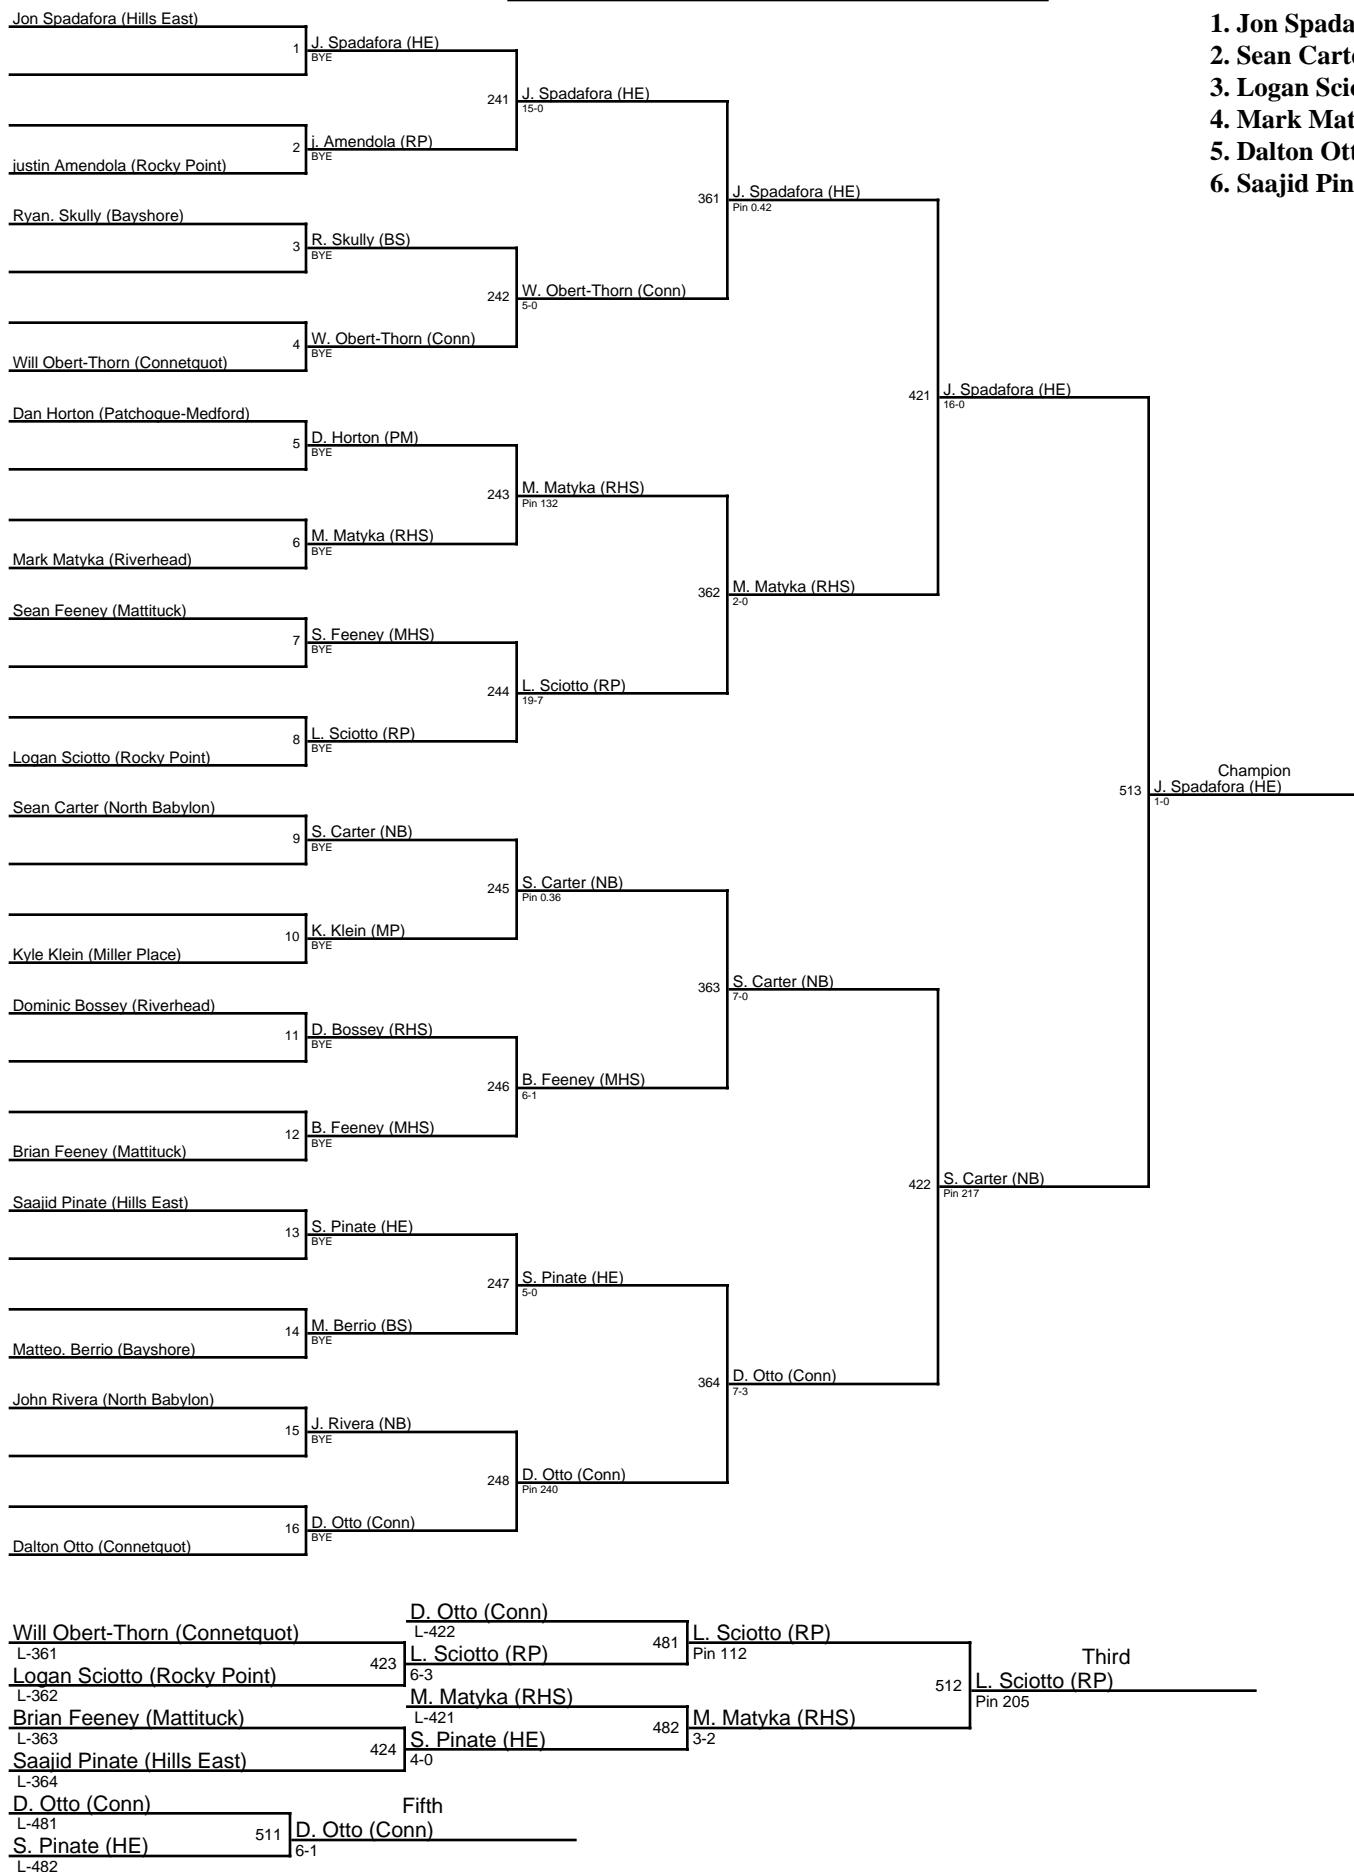 Jon Spadafora (Hills East)
1 J. Spadafora (HE)
BYE
241 J. Spadafora (HE)
15-0
2 j. Amendola (RP)
BYE
justin Amendola (Rocky Point)
361 J. Spadafora (HE)
Pin 0.42
Ryan. Skully (Bayshore)
3 R. Skully (BS)
BYE
242 W. Obert-Thorn (Conn)
5-0
4 W. Obert-Thorn (Conn)
BYE
Will Obert-Thorn (Connetquot)
421 J. Spadafora (HE)
16-0
Dan Horton (Patchogue-Medford)
5 D. Horton (PM)
BYE
243 M. Matyka (RHS)
Pin 132
6 M. Matyka (RHS)
BYE
Mark Matyka (Riverhead)
362 M. Matyka (RHS)
2-0
Sean Feeney (Mattituck)
7 S. Feeney (MHS)
BYE
244 L. Sciotto (RP)
19-7
8 L. Sciotto (RP)
BYE
Logan Sciotto (Rocky Point)
Champion
513 J. Spadafora (HE)
1-0
Sean Carter (North Babylon)
9 S. Carter (NB)
BYE
245 S. Carter (NB)
Pin 0.36
10 K. Klein (MP)
BYE
Kyle Klein (Miller Place)
363 S. Carter (NB)
7-0
Dominic Bossey (Riverhead)
11 D. Bossey (RHS)
BYE
246 B. Feeney (MHS)
6-1
12 B. Feeney (MHS)
BYE
Brian Feeney (Mattituck)
422 S. Carter (NB)
Pin 217
Saajid Pinate (Hills East)
13 S. Pinate (HE)
BYE
247 S. Pinate (HE)
5-0
14 M. Berrio (BS)
BYE
Matteo. Berrio (Bayshore)
364 D. Otto (Conn)
7-3
John Rivera (North Babylon)
15 J. Rivera (NB)
BYE
248 D. Otto (Conn)
Pin 240
16 D. Otto (Conn)
BYE
Dalton Otto (Connetquot)
1. Jon Spada
2. Sean Cart
3. Logan Sci
4. Mark Mat
5. Dalton Ott
6. Saajid Pin
Will Obert-Thorn (Connetquot)
L-361
Logan Sciotto (Rocky Point)
L-362
Brian Feeney (Mattituck)
L-363
Saajid Pinate (Hills East)
L-364
D. Otto (Conn)
L-422
423 L. Sciotto (RP)
6-3
M. Matyka (RHS)
L-421
424 S. Pinate (HE)
4-0
481 L. Sciotto (RP)
Pin 112
482 M. Matyka (RHS)
3-2
Third
512 L. Sciotto (RP)
Pin 205
D. Otto (Conn)
L-481
S. Pinate (HE)
L-482
Fifth
511 D. Otto (Conn)
6-1